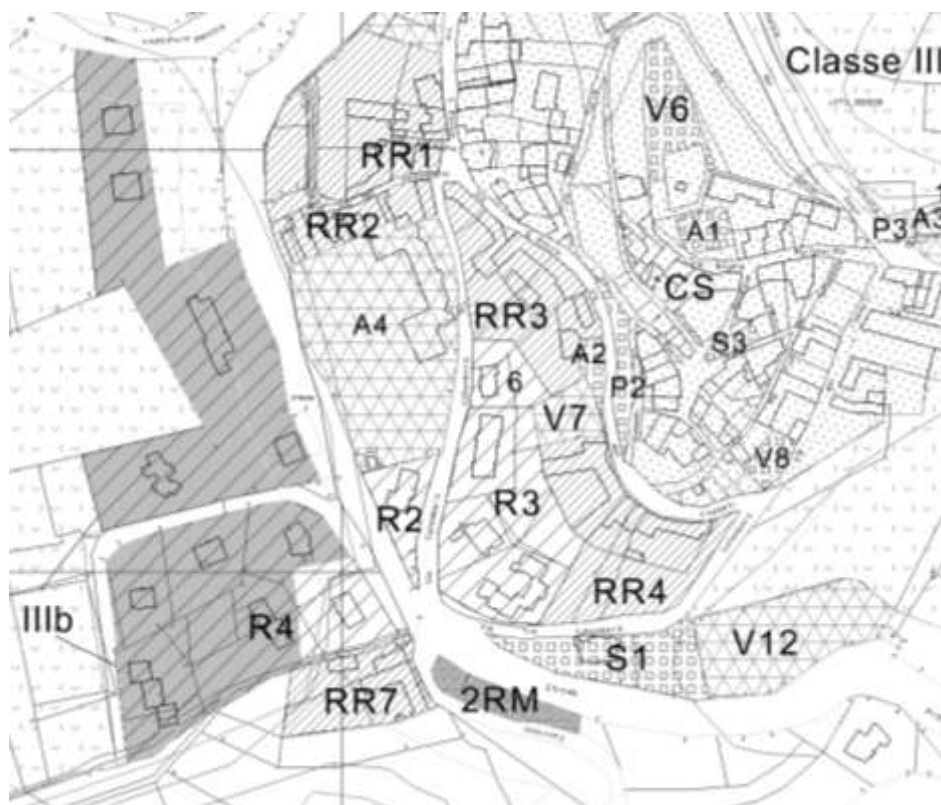 Classe III
V6
RR1
A1
P3
A3
RR2
CS
A4
RR3
S3
A2
P2
6
V7
V8
R3
R2
RR4
IIIb
R4
S1
V12
RR7
2RM